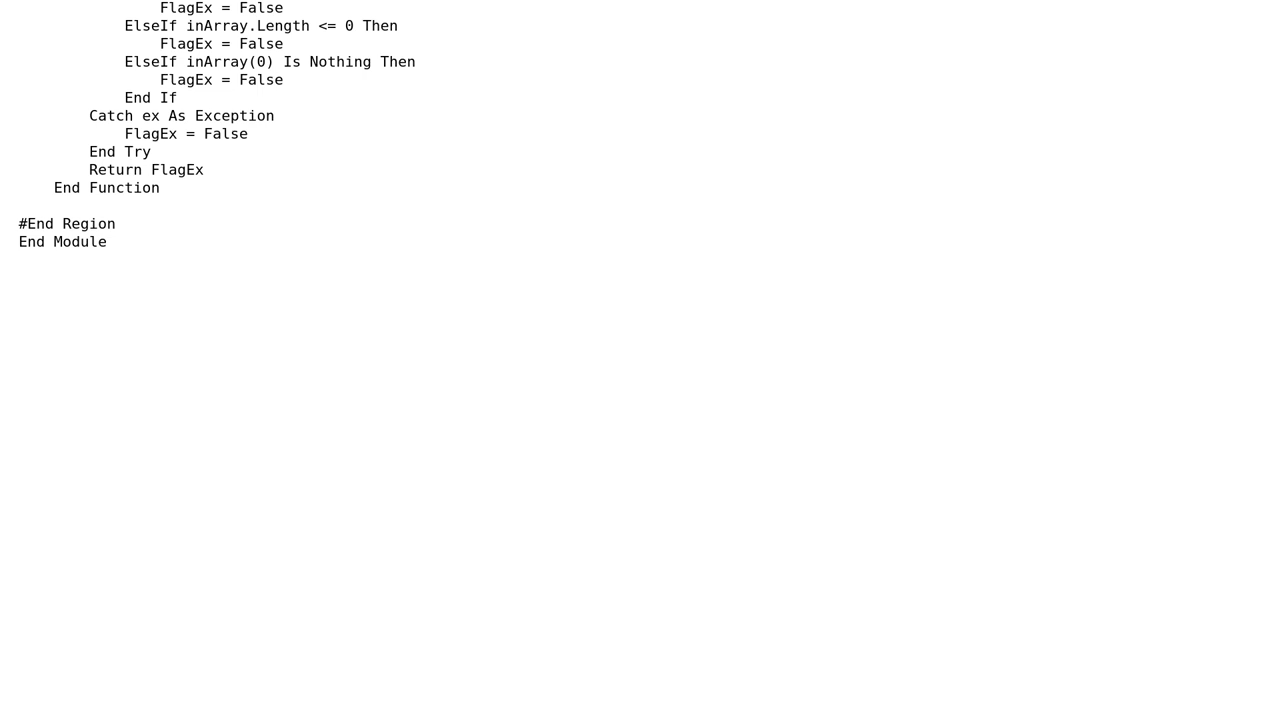 FlagEx = False
            ElseIf inArray.Length <= 0 Then
                FlagEx = False
            ElseIf inArray(0) Is Nothing Then
                FlagEx = False
            End If
        Catch ex As Exception
            FlagEx = False
        End Try
        Return FlagEx
    End Function

#End Region
End Module